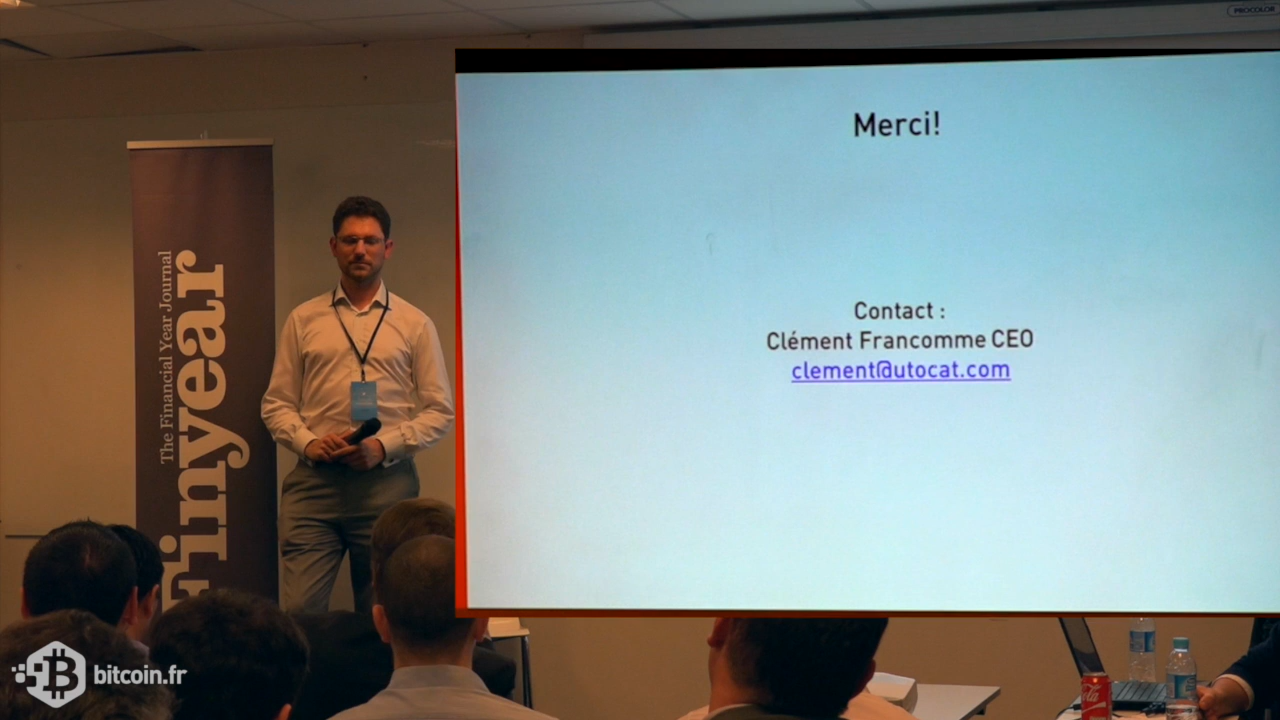 PROCOLOR
Merci!
Contact :
Clément Francomme CEO
clement@utocat.com
The Financial Year Journal
Finyear
bitcoin.fr